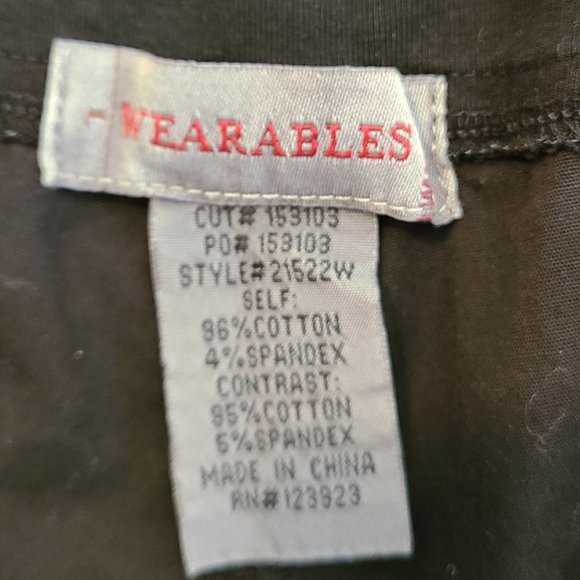 WEARABLES
CUT# 153103
PO# 153103
STYLE# 21522W
SELF:
96%COTTON
4%SPANDEX
CONTRAST:
95%COTTON
5%SPANDEX
MADE IN CHINA
RN#123923